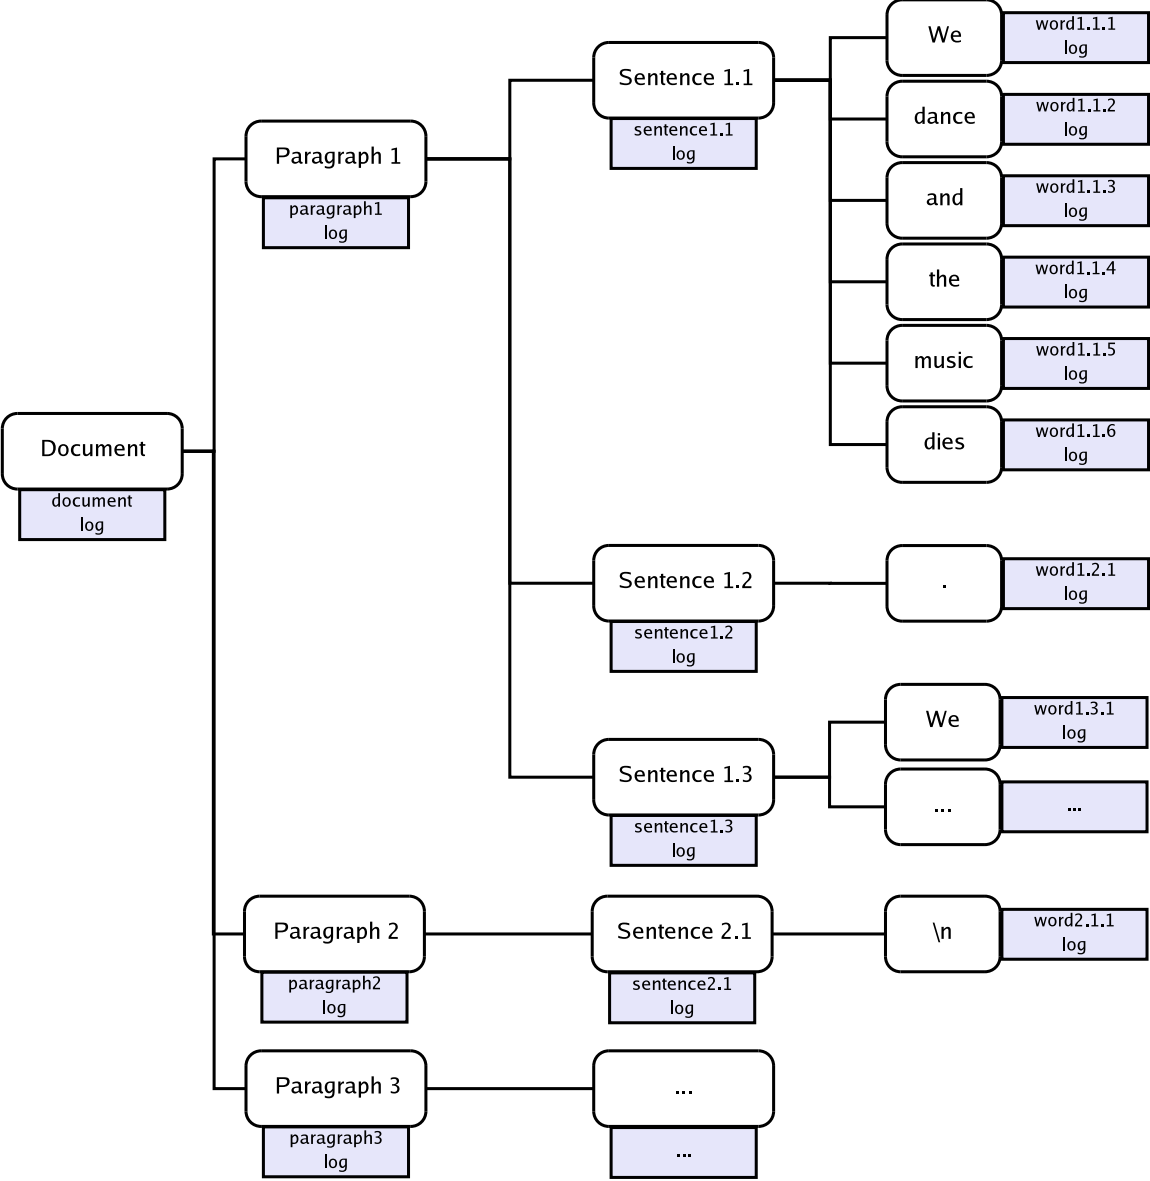 We
word1.1.1
log
Sentence 1.1
sentence1.1
log
dance
word1.1.2
log
Paragraph 1
paragraph1
log
and
word1.1.3
log
the
word1.1.4
log
music
word1.1.5
log
dies
word1.1.6
log
Document
document
log
Sentence 1.2
sentence1.2
log
.
word1.2.1
log
Sentence 1.3
sentence1.3
log
We
word1.3.1
log
...
...
Paragraph 2
paragraph2
log
Sentence 2.1
sentence2.1
log
\n
word2.1.1
log
Paragraph 3
paragraph3
log
...
...